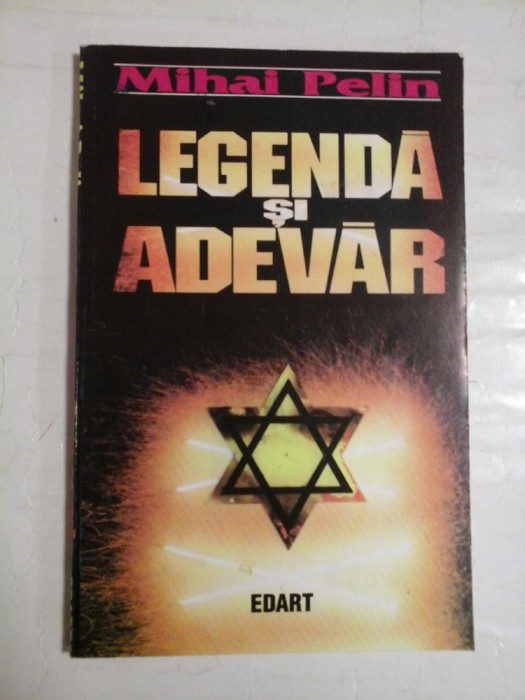 Mihai Pelin
LEGENDĂ
ŞI
ADEVĂR
EDART